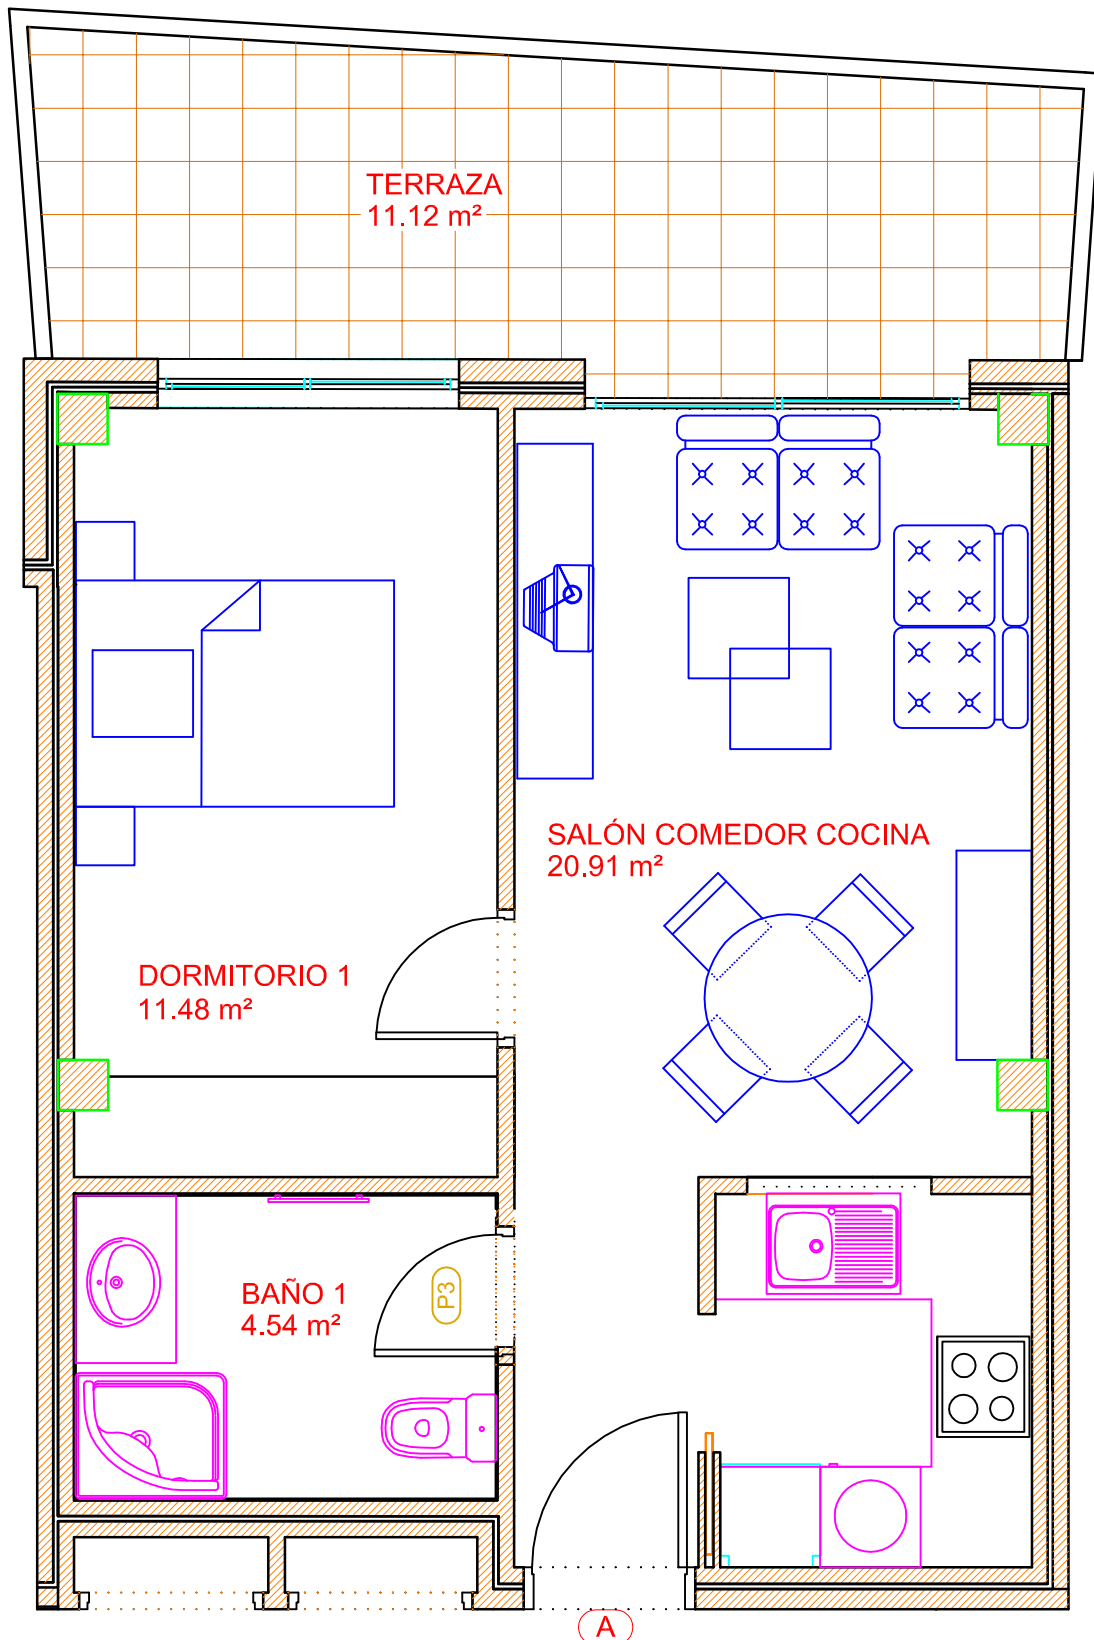 TERRAZA
11.12 m²
SALÓN COMEDOR COCINA
20.91 m²
DORMITORIO 1
11.48 m²
BAÑO 1
4.54 m²
P3
A